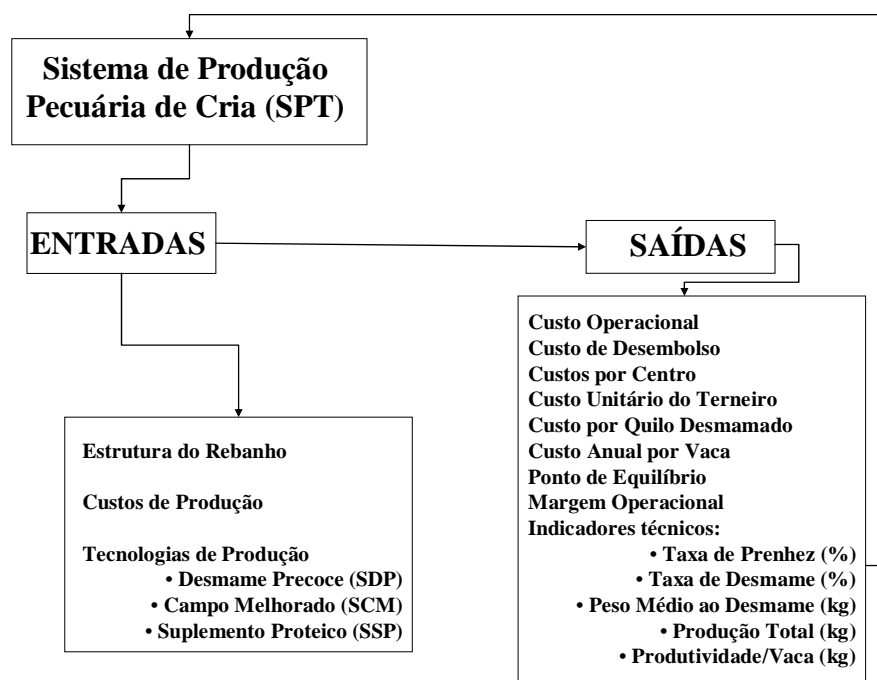 Sistema de Produção
Pecuária de Cria (SPT)
ENTRADAS
SAÍDAS
Estrutura do Rebanho
Custos de Produção
Tecnologias de Produção
• Desmame Precoce (SDP)
• Campo Melhorado (SCM)
• Suplemento Proteico (SSP)
Custo Operacional
Custo de Desembolso
Custos por Centro
Custo Unitário do Terneiro
Custo por Quilo Desmamado
Custo Anual por Vaca
Ponto de Equilíbrio
Margem Operacional
Indicadores técnicos:
• Taxa de Prenhez (%)
• Taxa de Desmame (%)
• Peso Médio ao Desmame (kg)
• Produção Total (kg)
• Produtividade/Vaca (kg)